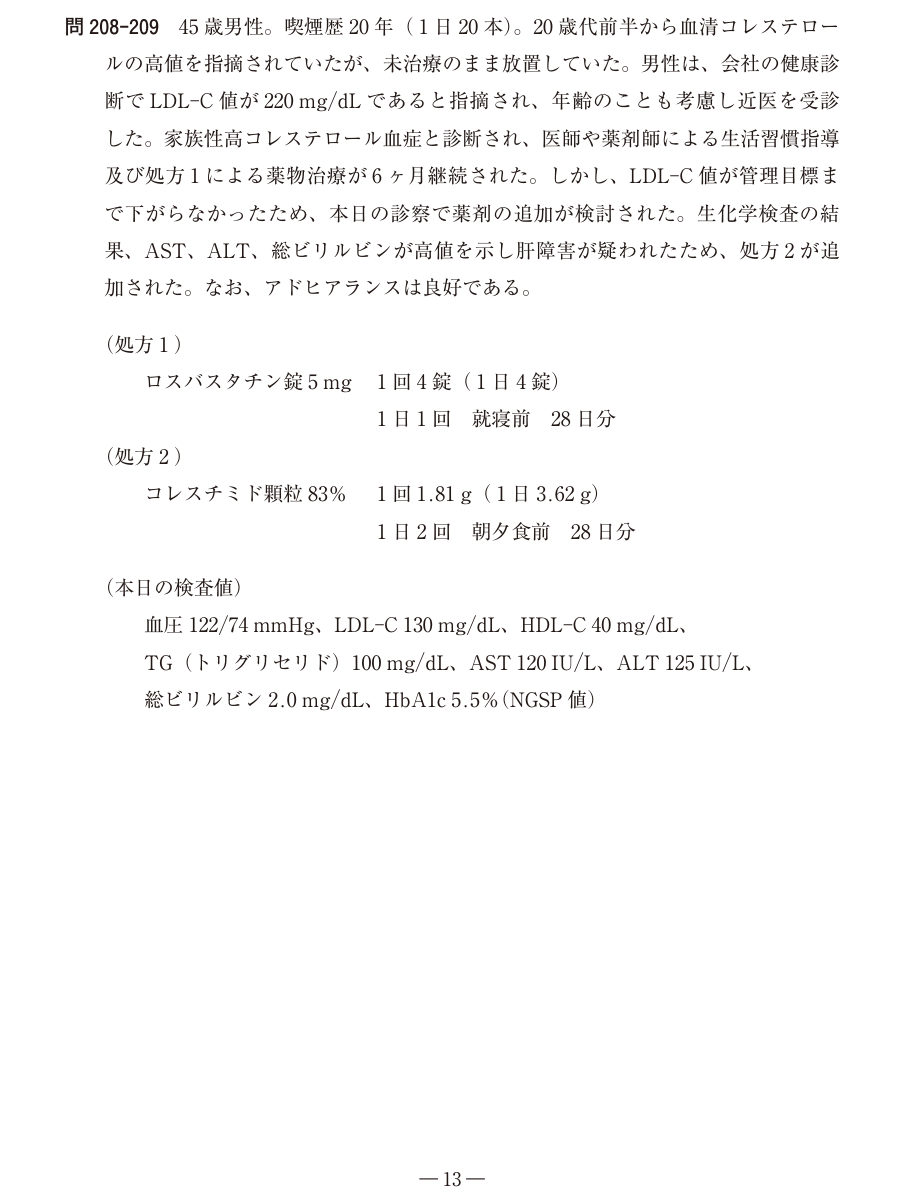 問 208-209　45 歳男性。喫煙歴 20 年（1 日 20 本）。20 歳代前半から血清コレステロー
ルの高値を指摘されていたが、未治療のまま放置していた。男性は、会社の健康診
断で LDL-C 値が 220 mg/dL であると指摘され、年齢のことも考慮し近医を受診
した。家族性高コレステロール血症と診断され、医師や薬剤師による生活習慣指導
及び処方 1 による薬物治療が 6 ヶ月継続された。しかし、LDL-C 値が管理目標ま
で下がらなかったため、本日の診察で薬剤の追加が検討された。生化学検査の結
果、AST、ALT、総ビリルビンが高値を示し肝障害が疑われたため、処方 2 が追
加された。なお、アドヒアランスは良好である。
（処方 1 ）
ロスバスタチン錠 5 mg　1 回 4 錠（ 1 日 4 錠）
1 日 1 回　就寝前　28 日分
（処方 2 ）
コレスチミド顆粒 83%　1 回 1.81 g（ 1 日 3.62 g）
1 日 2 回　朝夕食前　28 日分
（本日の検査値）
血圧 122/74 mmHg、LDL-C 130 mg/dL、HDL-C 40 mg/dL、
TG（トリグリセリド）100 mg/dL、AST 120 IU/L、ALT 125 IU/L、
総ビリルビン 2.0 mg/dL、HbA1c 5.5%（NGSP 値）
— 13 —